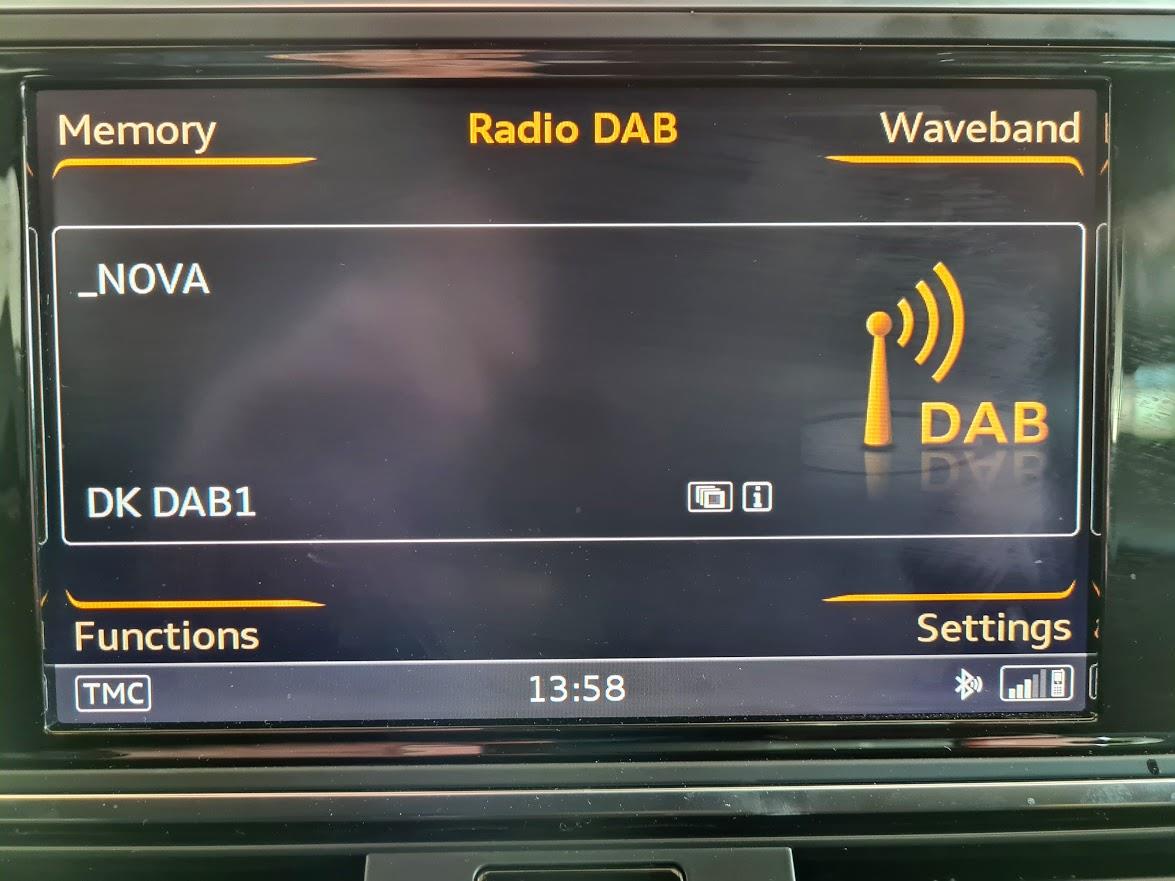 Memory
Radio DAB
Waveband
_NOVA
DAB
DK DAB1
Functions
Settings
TMC
13:58